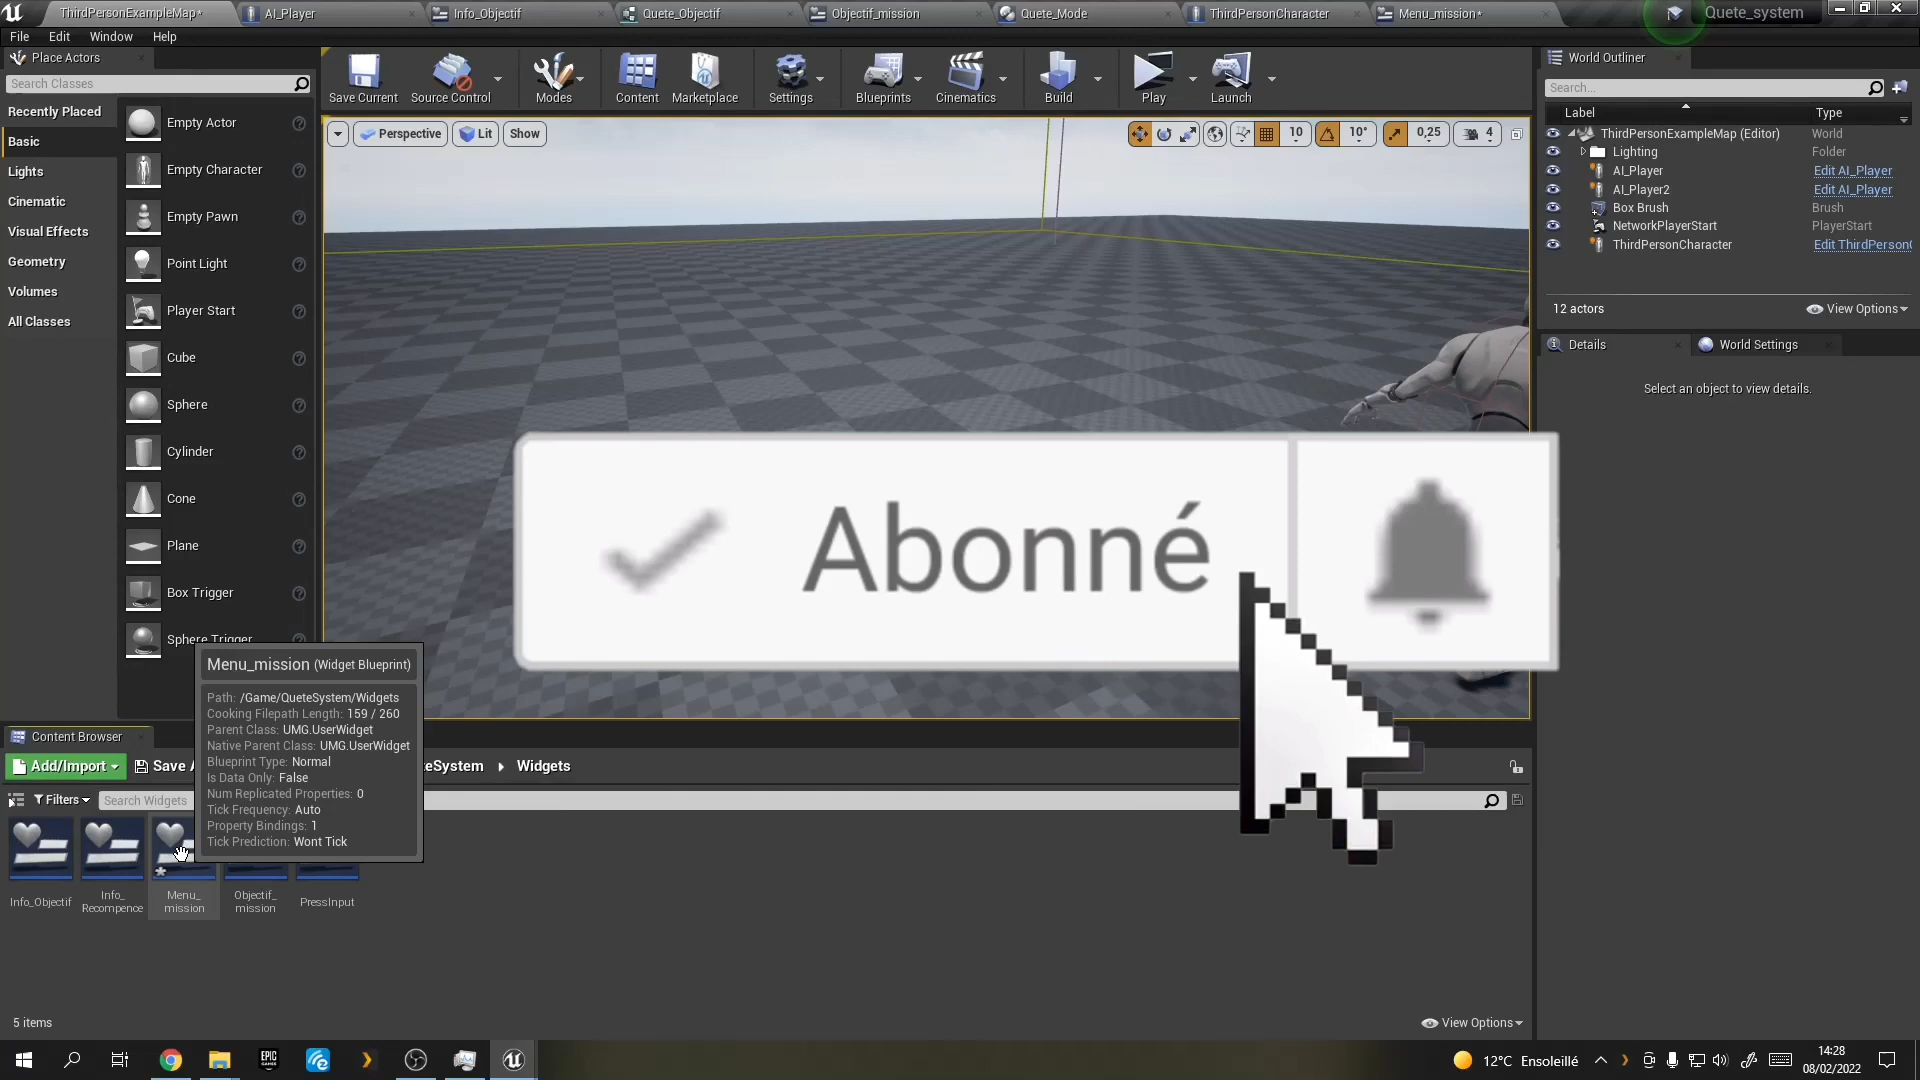 ThirdPersonExampleMap*
AI_Player
Info_Objectif
Quete_Objectif
Objectif_mission
Quete_Mode
ThirdPersonCharacter
Menu_mission*
Quete_system
File
Edit
Window
Help
Place Actors
Search Classes
Recently Placed
Basic
Lights
Cinematic
Visual Effects
Geometry
Volumes
All Classes
Empty Actor
Empty Character
Empty Pawn
Point Light
Player Start
Cube
Sphere
Cylinder
Cone
Plane
Box Trigger
Sphere Trigger
Save Current
Source Control
Modes
Content
Marketplace
Settings
Blueprints
Cinematics
Build
Play
Launch
Perspective
Lit
Show
10
10°
0,25
4
Abonné
World Outliner
Search...
Label
Type
ThirdPersonExampleMap (Editor)
World
Lighting
Folder
AI_Player
Edit AI_Player
AI_Player2
Edit AI_Player
Box Brush
Brush
NetworkPlayerStart
PlayerStart
ThirdPersonCharacter
Edit ThirdPerson
12 actors
View Options
Details
World Settings
Select an object to view details.
Menu_mission (Widget Blueprint)
Path: /Game/QueteSystem/Widgets
Cooking Filepath Length: 159 / 260
Parent Class: UMG.UserWidget
Native Parent Class: UMG.UserWidget
Blueprint Type: Normal
Is Data Only: False
Num Replicated Properties: 0
Tick Frequency: Auto
Property Bindings: 1
Tick Prediction: Wont Tick
Content Browser
Add/Import
Save
eSystem
Widgets
Filters
Search Widgets
Info_Objectif
Info_
Recompence
Menu_
mission
Objectif_
mission
PressInput
5 items
View Options
EPIC
GAMES
12°C Ensoleillé
14:28
08/02/2022